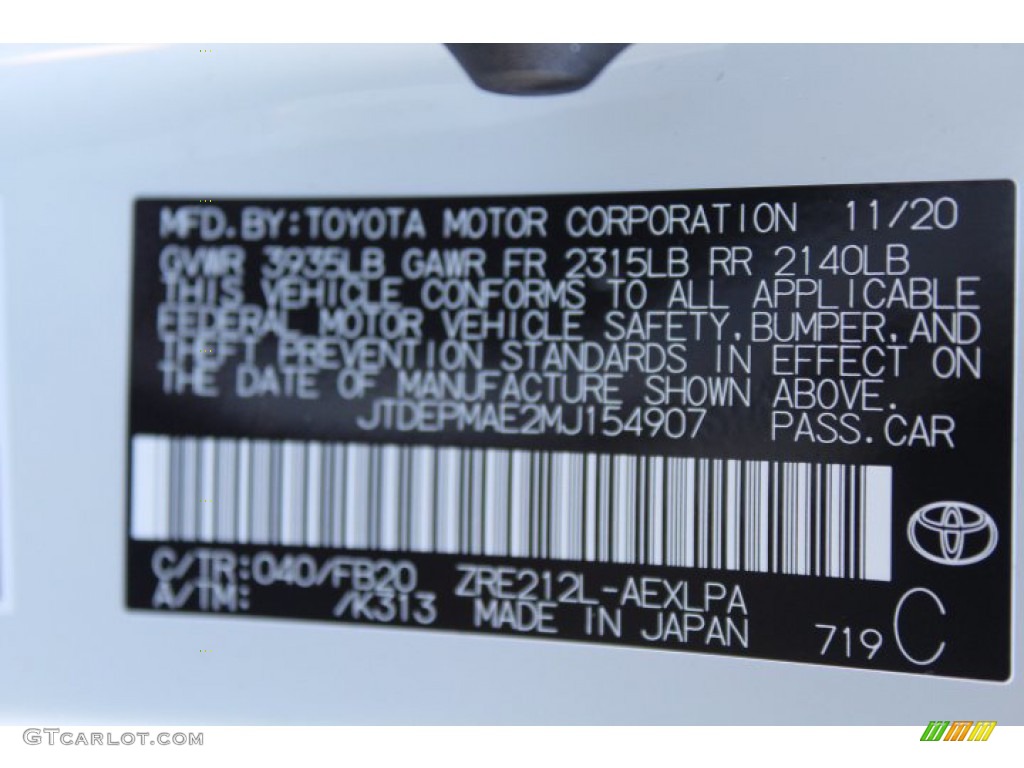 MFD.BY:TOYOTA MOTOR CORPORATION 11/20
GVWR 3935LB GAWR FR 2315LB RR 2140LB
THIS VEHICLE CONFORMS TO ALL APPLICABLE
FEDERAL MOTOR VEHICLE SAFETY,BUMPER,AND
THEFT PREVENTION STANDARDS IN EFFECT ON
THE DATE OF MANUFACTURE SHOWN ABOVE.
JTDEPMAE2MJ154907 PASS.CAR
C/TR:040/FB20 ZRE212L-AEXLPA
A/TM: /K313 MADE IN JAPAN
719 C
GTCARLOT.COM